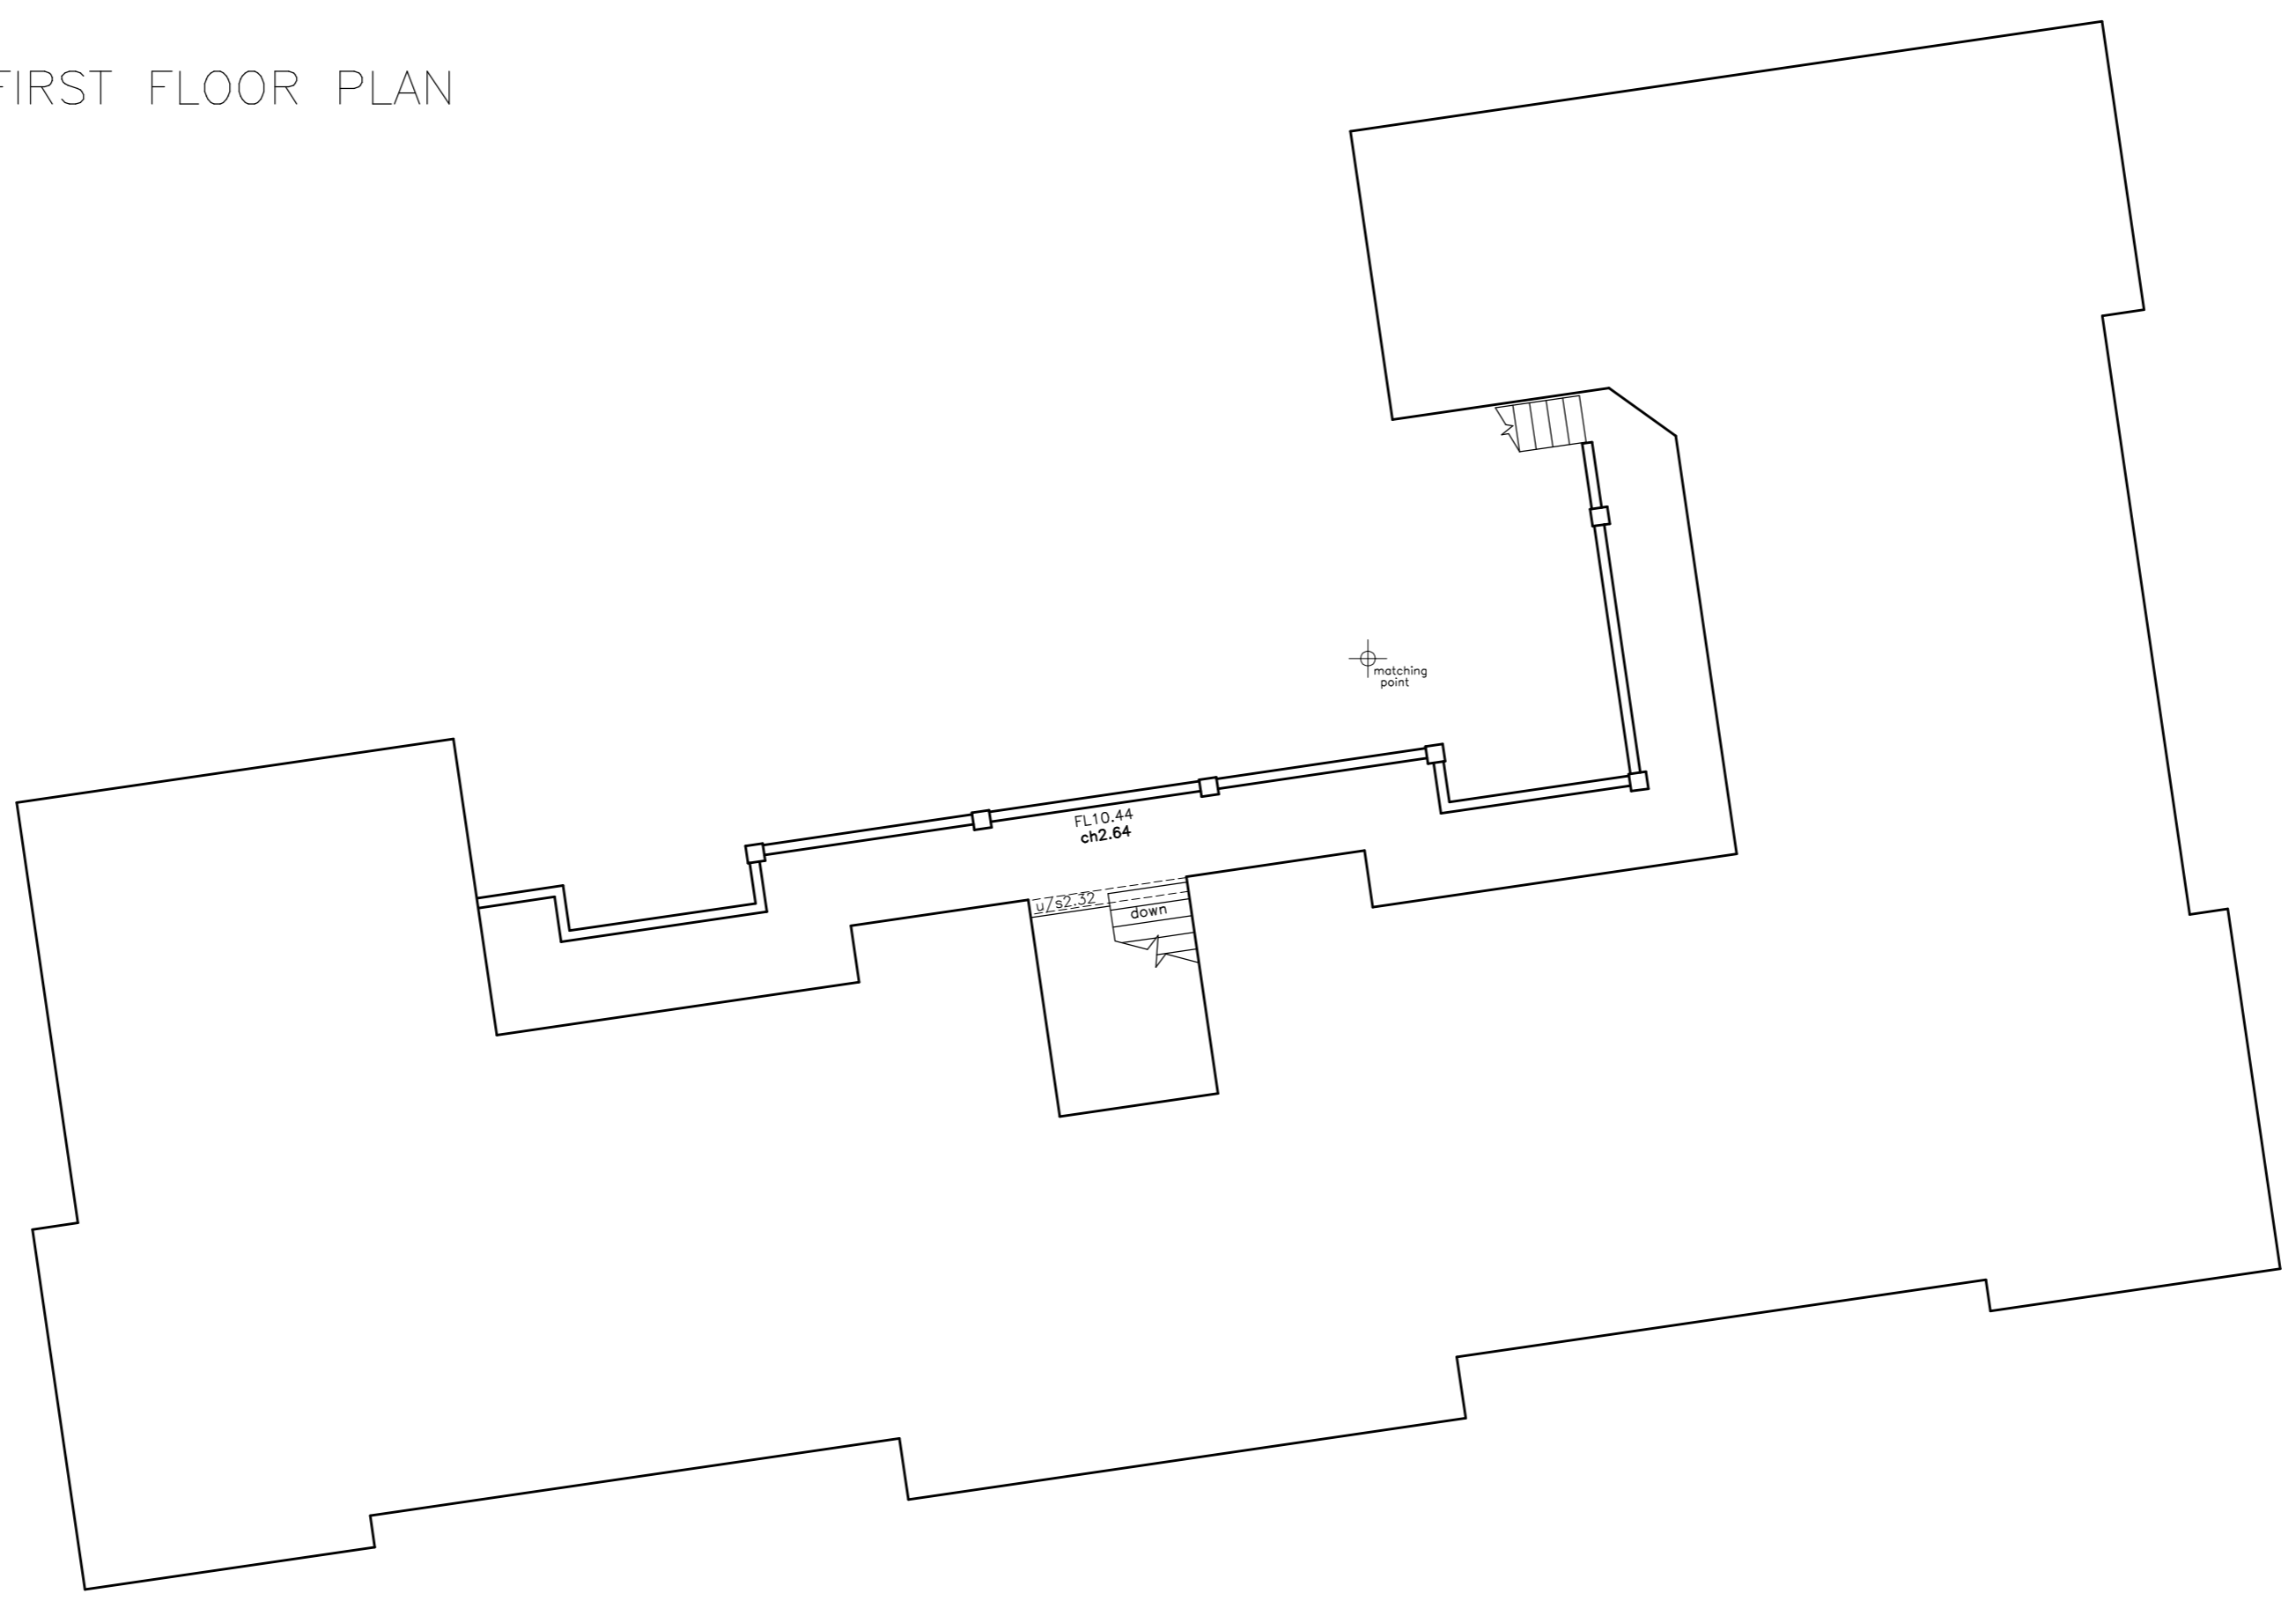 FIRST FLOOR PLAN
matching
point
FL10.44
ch2.64
u/s2.32
down